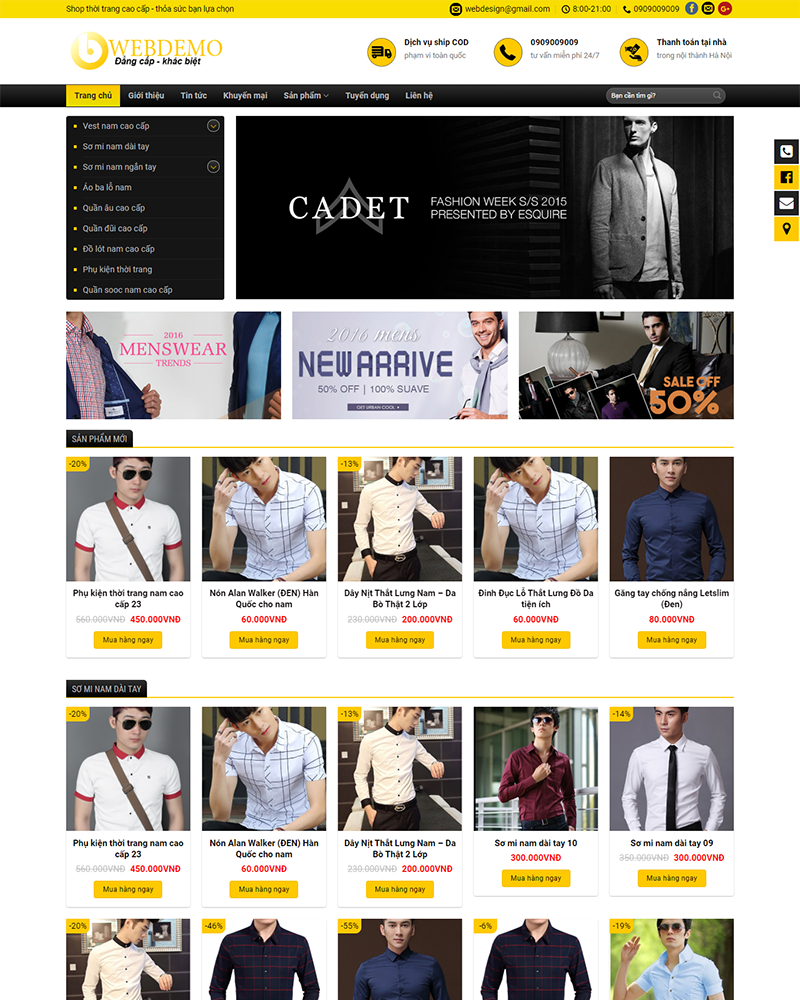 Shop thời trang cao cấp - thỏa sức bạn lựa chọn
webdesign@gmail.com
8:00-21:00
0909009009
WEBDEMO
Đẳng cấp - khác biệt
Dịch vụ ship COD
phạm vi toàn quốc
0909009009
tư vấn miễn phí 24/7
Thanh toán tại nhà
trong nội thành Hà Nội
Trang chủ
Giới thiệu
Tin tức
Khuyến mại
Sản phẩm
Tuyển dụng
Liên hệ
Bạn cần tìm gì?
Vest nam cao cấp
Sơ mi nam dài tay
Sơ mi nam ngắn tay
Áo ba lỗ nam
Quần âu cao cấp
Quần đũi cao cấp
Đồ lót nam cao cấp
Phụ kiện thời trang
Quần sooc nam cao cấp
CADET
FASHION WEEK S/S 2015
PRESENTED BY ESQUIRE
2016
MENSWEAR
TRENDS
2016 mens
NEW ARRIVE
50% OFF | 100% SUAVE
GET URBAN COOL
SALE OFF
50%
SẢN PHẨM MỚI
-20%
-13%
Phụ kiện thời trang nam cao
cấp 23
560.000VNĐ 450.000VNĐ
Mua hàng ngay
Nón Alan Walker (ĐEN) Hàn
Quốc cho nam
60.000VNĐ
Mua hàng ngay
Dây Nịt Thắt Lưng Nam – Da
Bò Thật 2 Lớp
230.000VNĐ 200.000VNĐ
Mua hàng ngay
Đinh Đục Lỗ Thắt Lưng Đồ Da
tiện ích
60.000VNĐ
Mua hàng ngay
Găng tay chống nắng Letslim
(Đen)
80.000VNĐ
Mua hàng ngay
SƠ MI NAM DÀI TAY
-20%
-13%
-14%
Phụ kiện thời trang nam cao
cấp 23
560.000VNĐ 450.000VNĐ
Mua hàng ngay
Nón Alan Walker (ĐEN) Hàn
Quốc cho nam
60.000VNĐ
Mua hàng ngay
Dây Nịt Thắt Lưng Nam – Da
Bò Thật 2 Lớp
230.000VNĐ 200.000VNĐ
Mua hàng ngay
Sơ mi nam dài tay 10
300.000VNĐ
Mua hàng ngay
Sơ mi nam dài tay 09
350.000VNĐ 300.000VNĐ
Mua hàng ngay
-20%
-46%
-55%
-6%
-19%